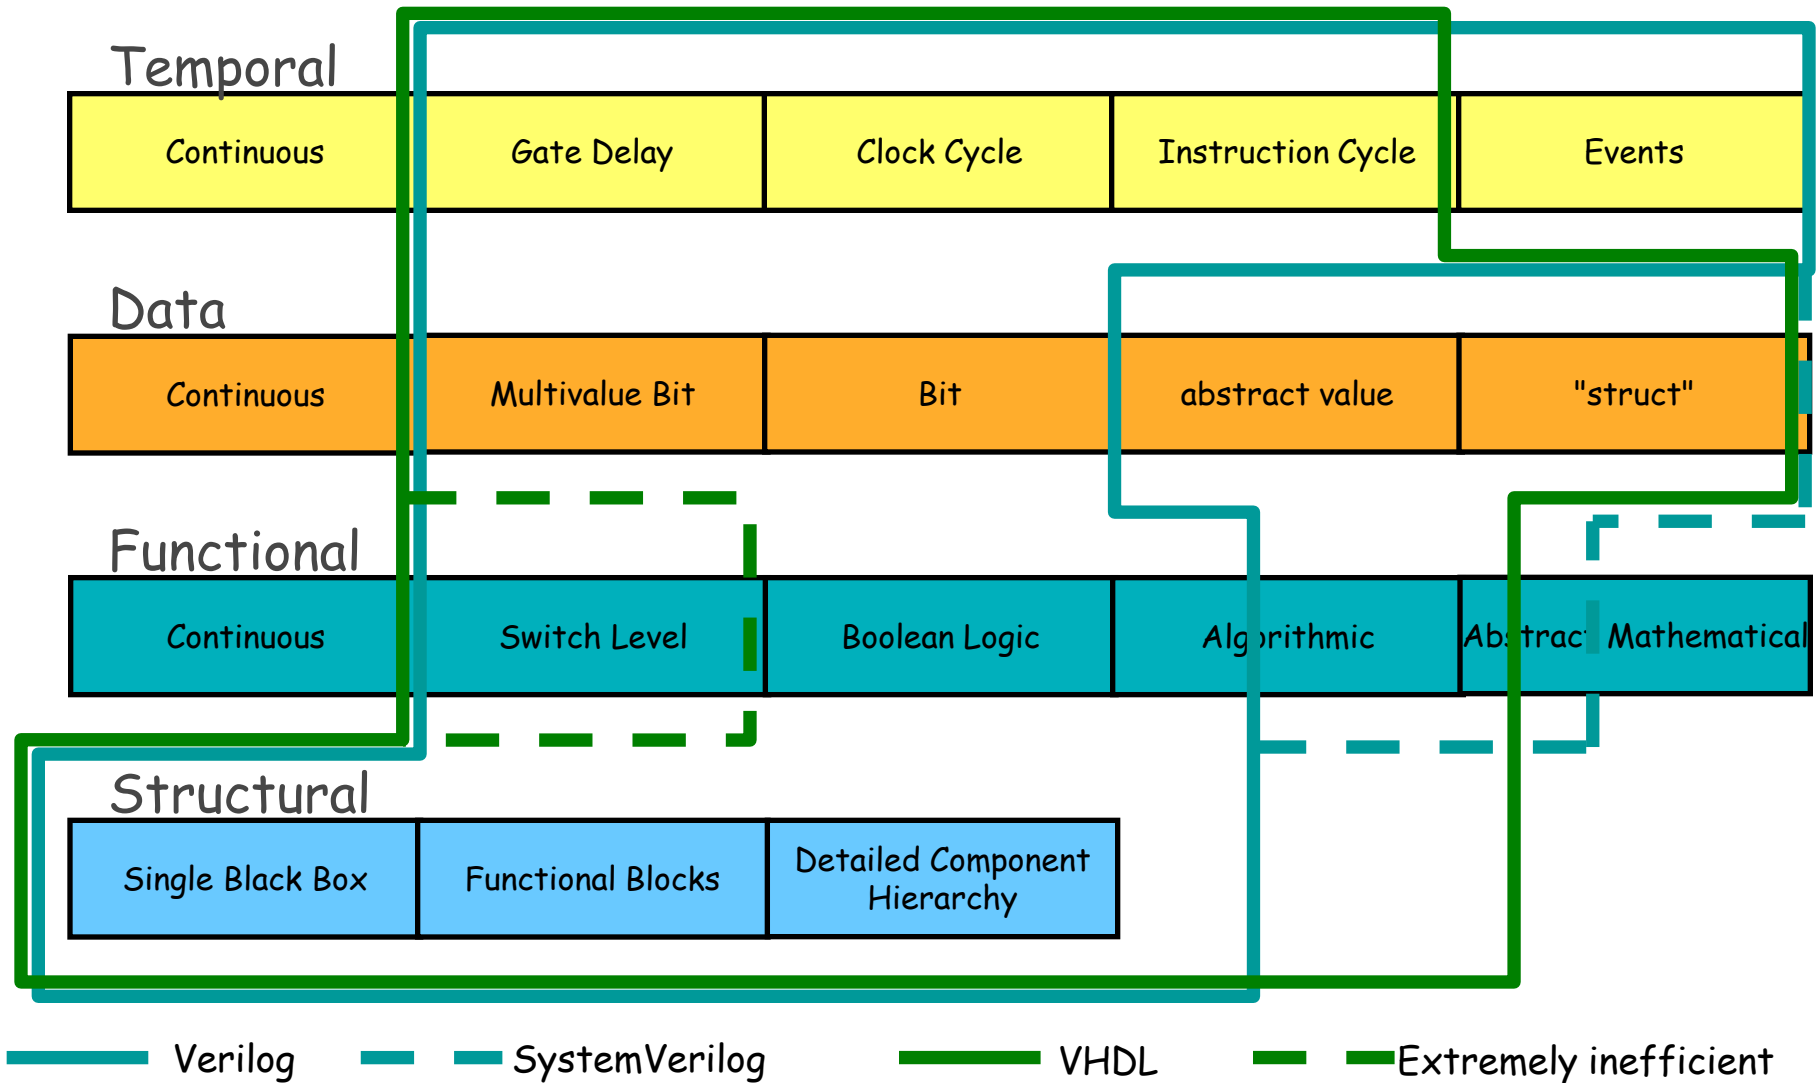 Temporal
Continuous Gate Delay Clock Cycle Instruction Cycle Events
Data
Continuous Multivalue Bit Bit abstract value "struct"
Functional
Continuous Switch Level Boolean Logic Algorithmic Abstract Mathematical
Structural
Single Black Box Functional Blocks Detailed Component
Hierarchy
Verilog SystemVerilog VHDL Extremely inefficient